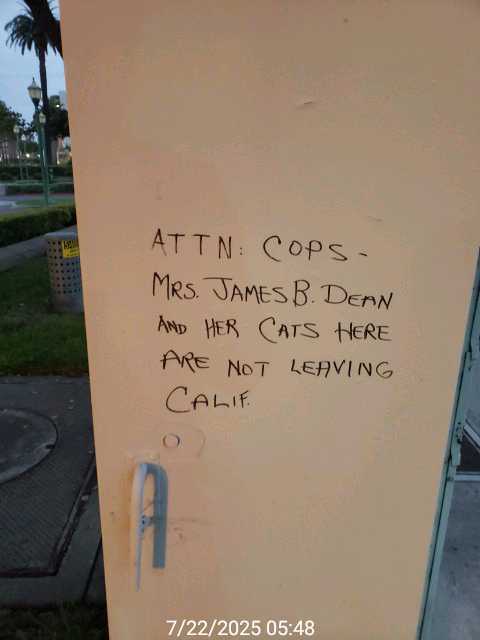 ATTN: COPS -
MRS. JAMES B. DEAN
AND HER CATS HERE
ARE NOT LEAVING
CALIF.
7/22/2025 05:48